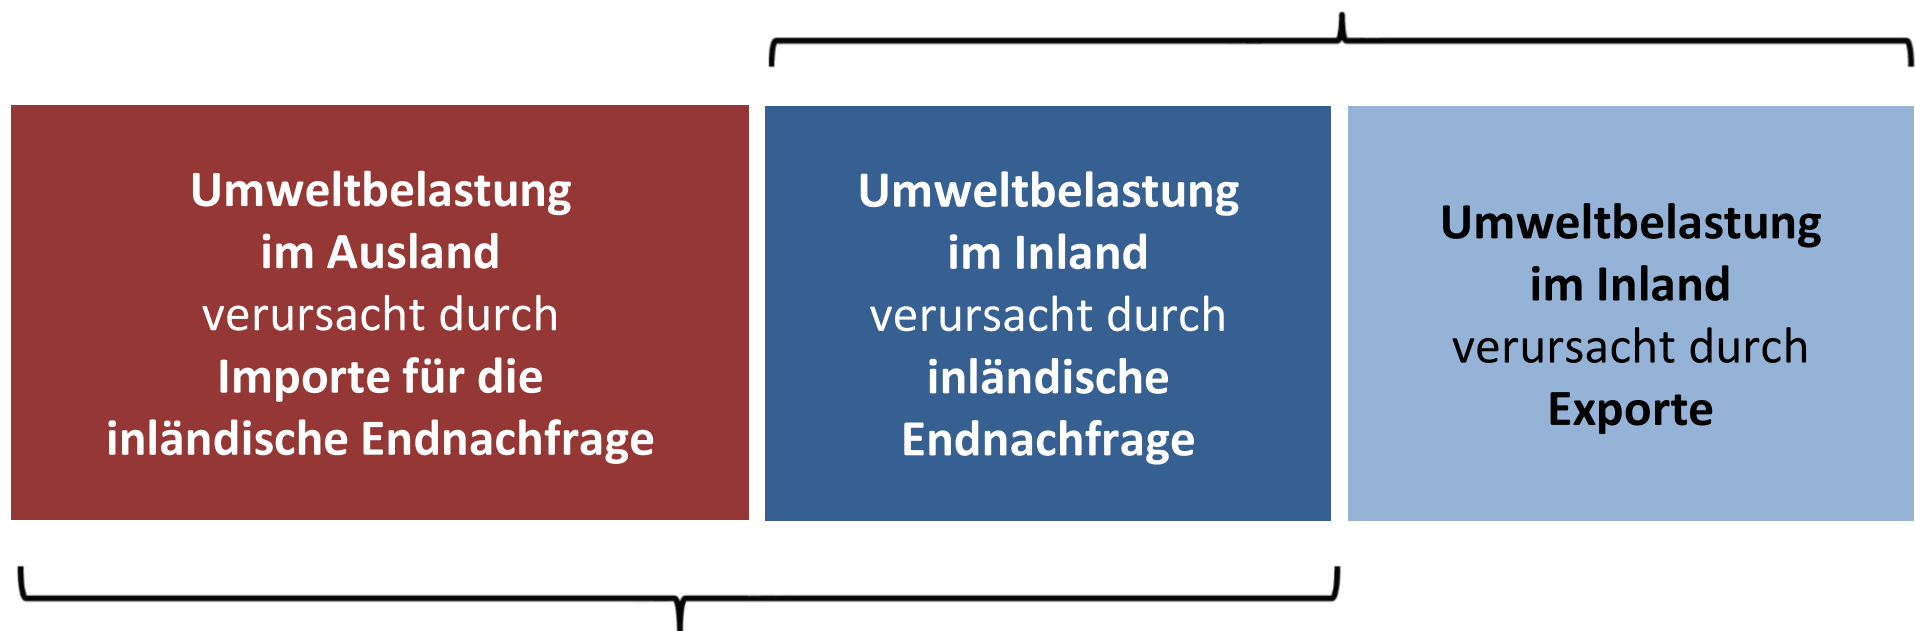 Umweltbelastung
im Ausland
verursacht durch
Importe für die
inländische Endnachfrage
Umweltbelastung
im Inland
verursacht durch
inländische
Endnachfrage
Umweltbelastung
im Inland
verursacht durch
Exporte